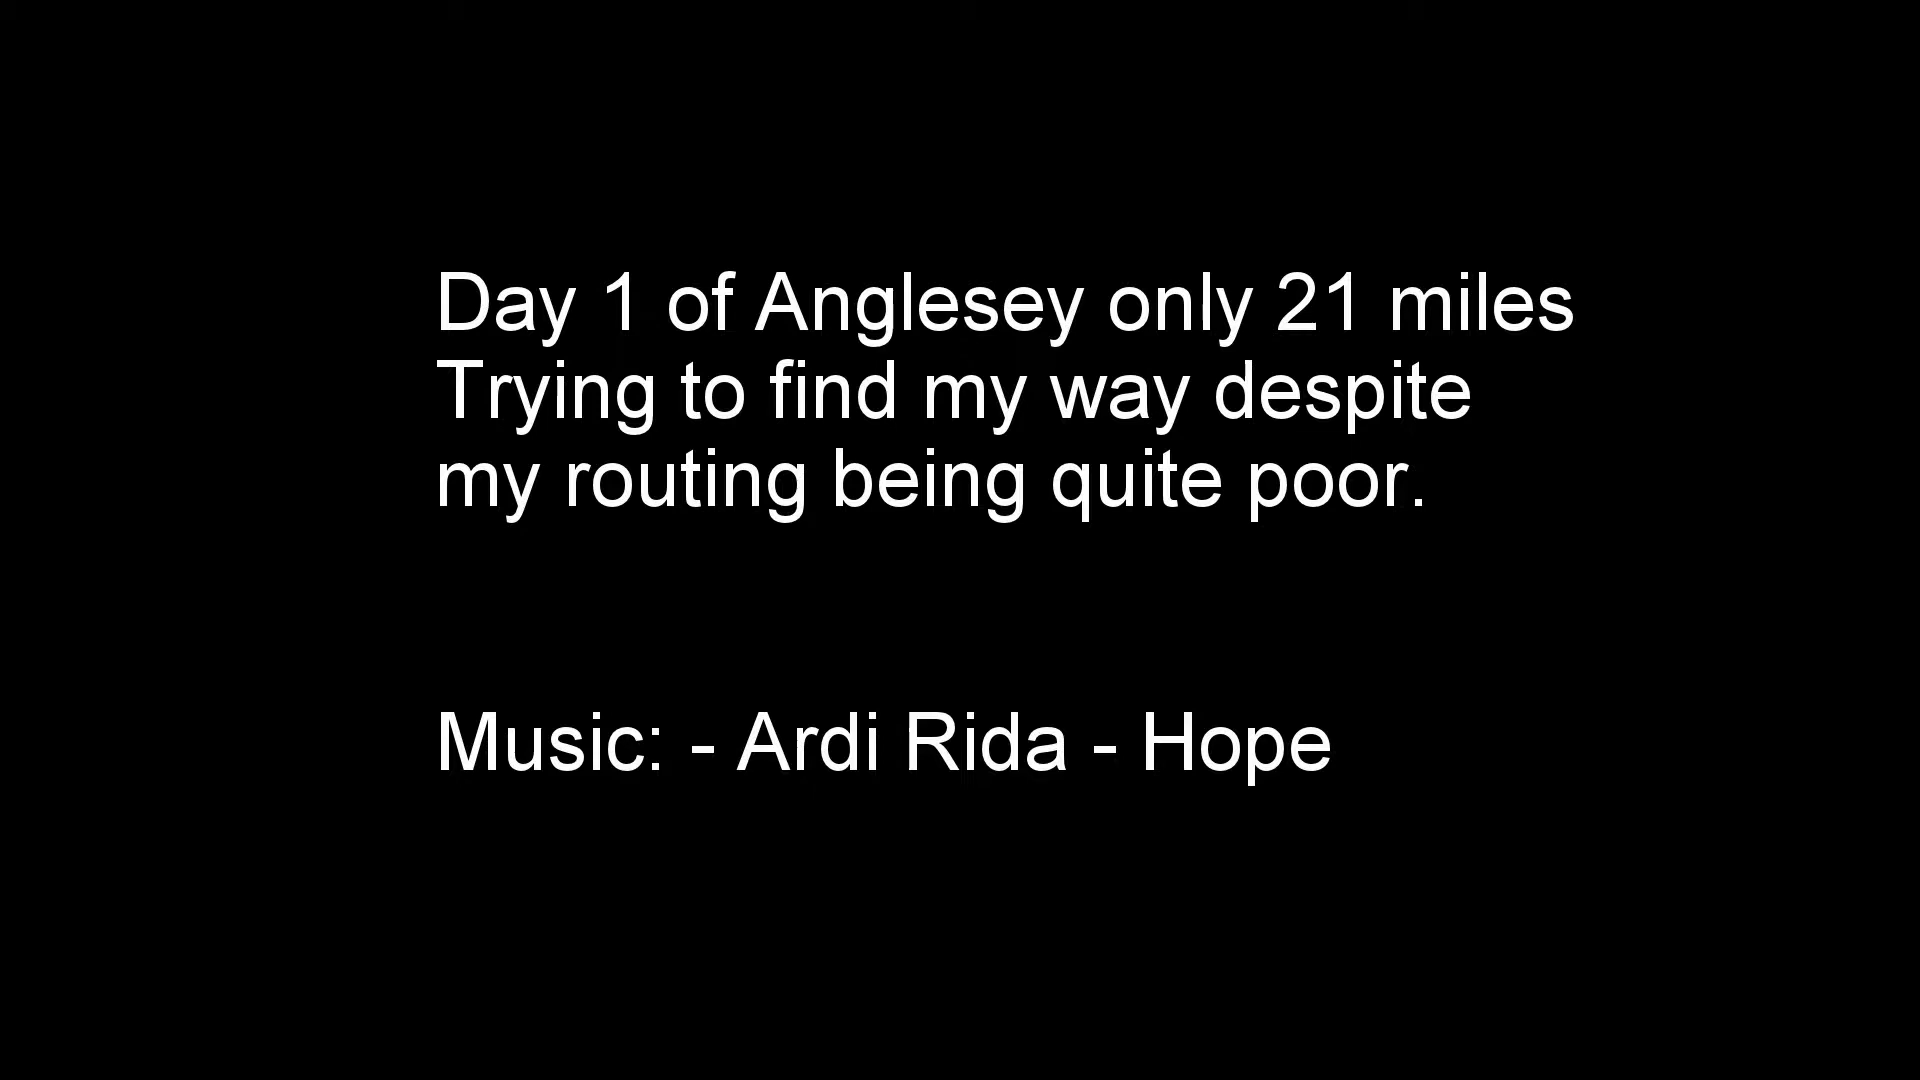 Day 1 of Anglesey only 21 miles
Trying to find my way despite
my routing being quite poor.
Music: - Ardi Rida - Hope